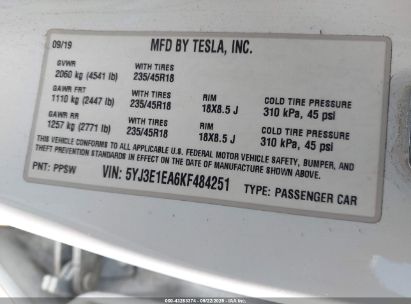 09/19 MFD BY TESLA, INC.
GVWR WITH TIRES
2060 kg (4541 lb) 235/45R18
GAWR FRT WITH TIRES RIM COLD TIRE PRESSURE
1110 kg (2447 lb) 235/45R18 18X8.5 J 310 kPa, 45 psi
GAWR RR WITH TIRES RIM COLD TIRE PRESSURE
1257 kg (2771 lb) 235/45R18 18X8.5 J 310 kPa, 45 psi
THIS VEHICLE CONFORMS TO ALL APPLICABLE U.S. FEDERAL MOTOR VEHICLE SAFETY, BUMPER, AND
THEFT PREVENTION STANDARDS IN EFFECT ON DATE OF MANUFACTURE SHOWN ABOVE.
PNT: PPSW VIN: 5YJ3E1EA6KF484251 TYPE: PASSENGER CAR